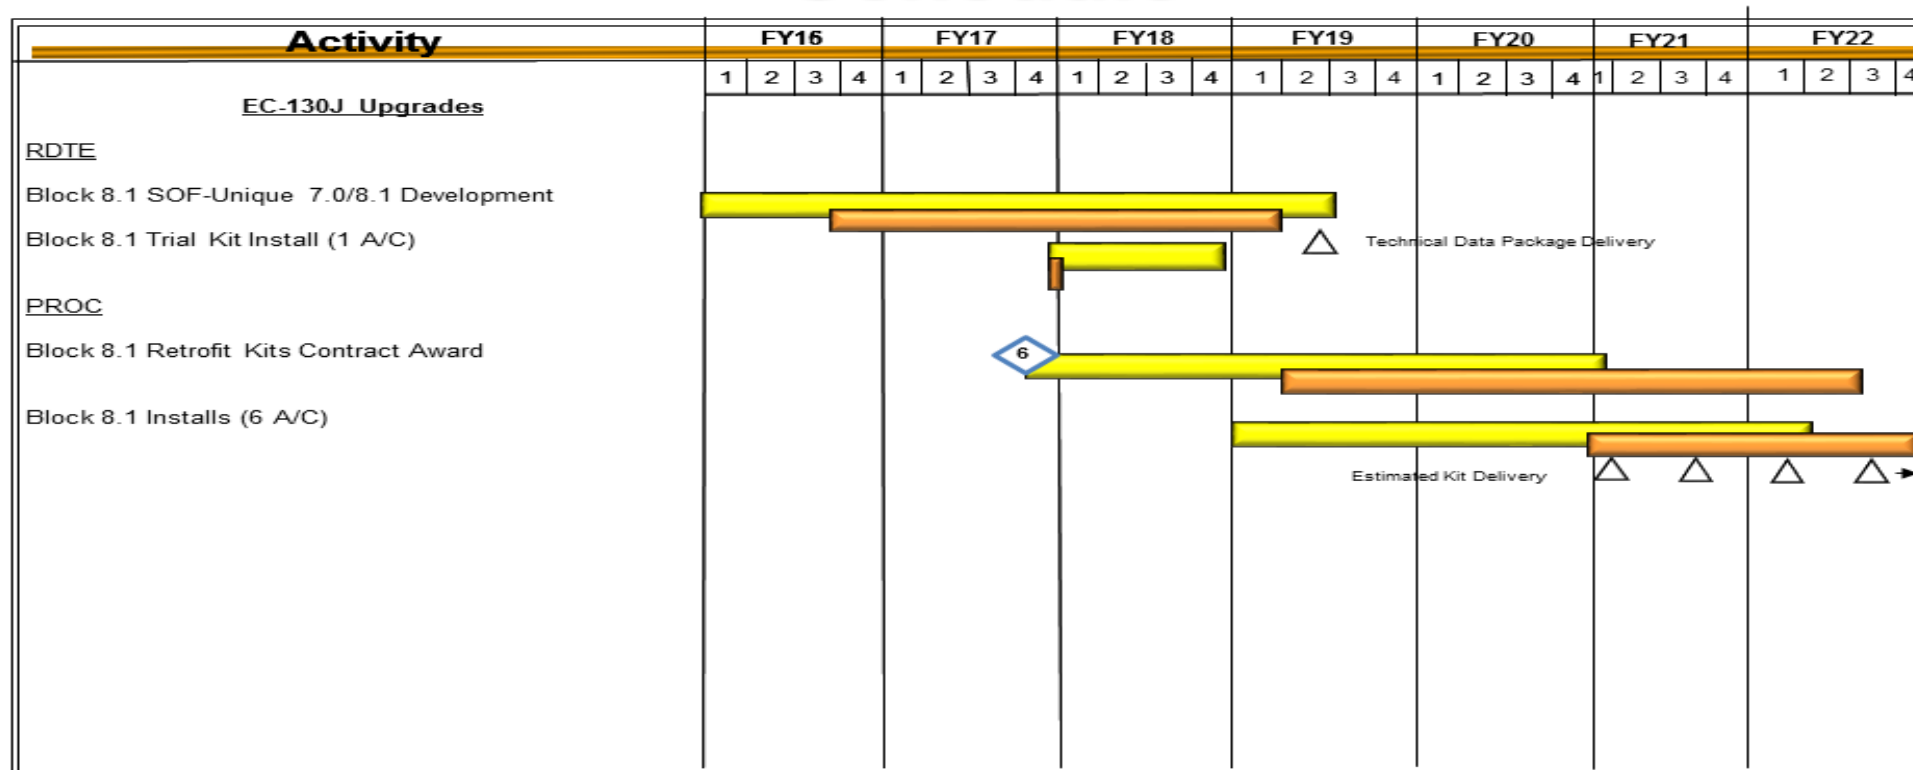 Activity FY16 FY17 FY18 FY19 FY20 FY21 FY22
1 2 3 4 1 2 3 4 1 2 3 4 1 2 3 4 1 2 3 4 1 2 3 4 1 2 3 4
EC-130J Upgrades
RDTE
Block 8.1 SOF-Unique 7.0/8.1 Development
Block 8.1 Trial Kit Install (1 A/C)
Technical Data Package Delivery
PROC
Block 8.1 Retrofit Kits Contract Award
6
Block 8.1 Installs (6 A/C)
Estimated Kit Delivery